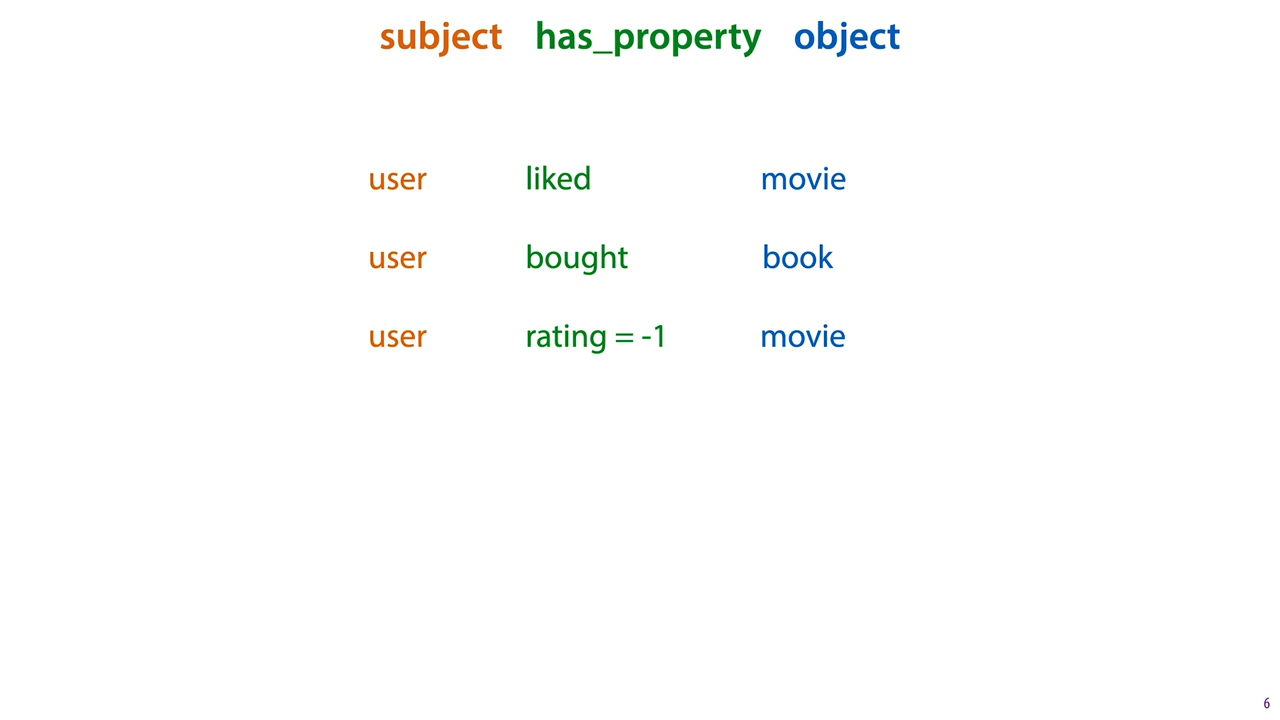 subject has_property object
user liked movie
user bought book
user rating = -1 movie
6